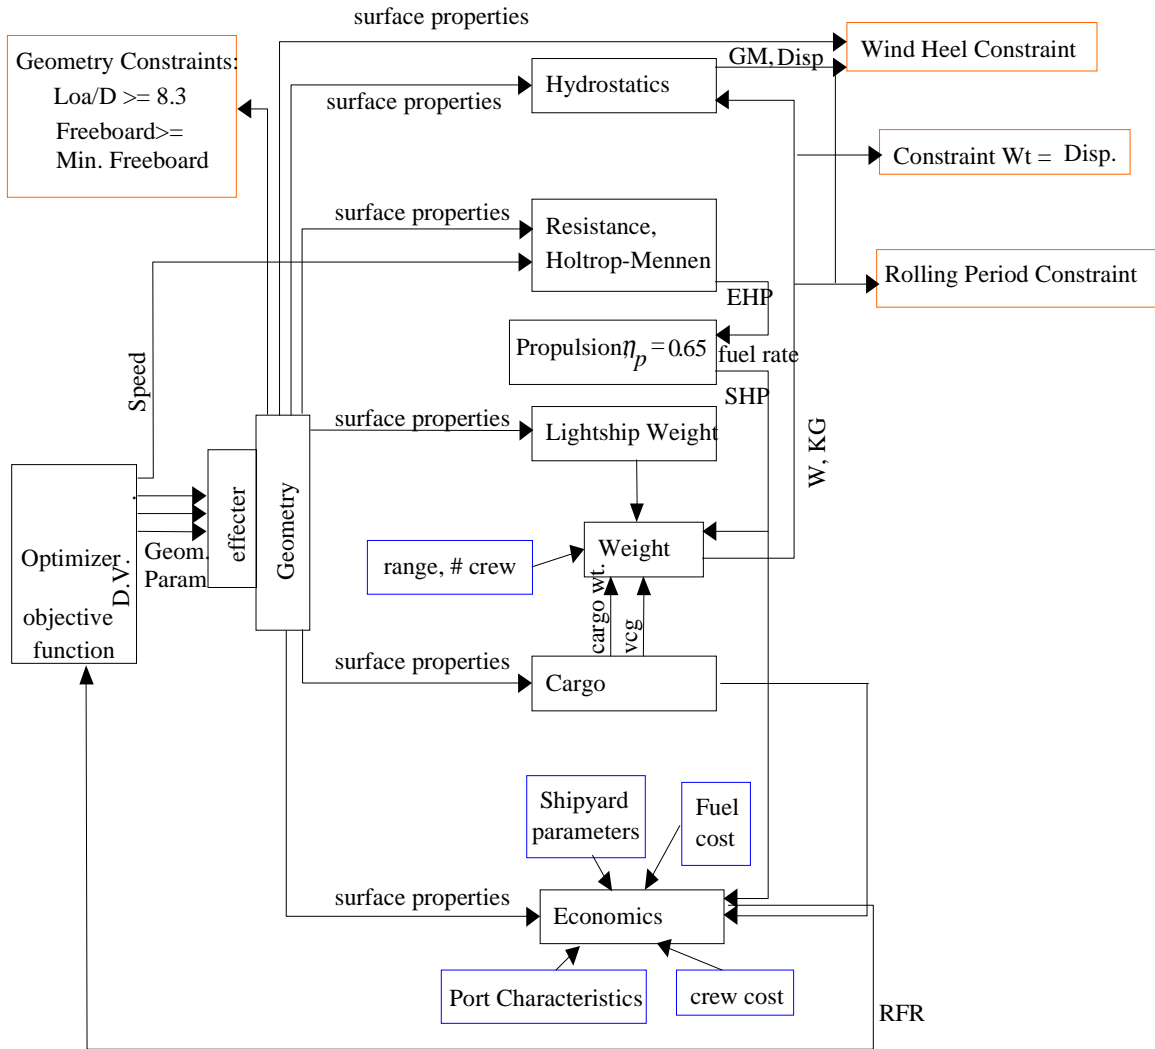 surface properties
Geometry Constraints:
Loa/D >= 8.3
Freeboard>=
Min. Freeboard
Wind Heel Constraint
GM, Disp
Hydrostatics
surface properties
Constraint Wt = Disp.
surface properties
Resistance,
Holtrop-Mennen
Rolling Period Constraint
EHP
Propulsion, ηp = 0.65
fuel rate
SHP
Speed
surface properties
Lightship Weight
W, KG
Optimizer
D.V.
objective
function
Geom.
Param
effecter
Geometry
range, # crew
Weight
cargo wt.
vcg
surface properties
Cargo
Shipyard
parameters
Fuel
cost
surface properties
Economics
Port Characteristics
crew cost
RFR